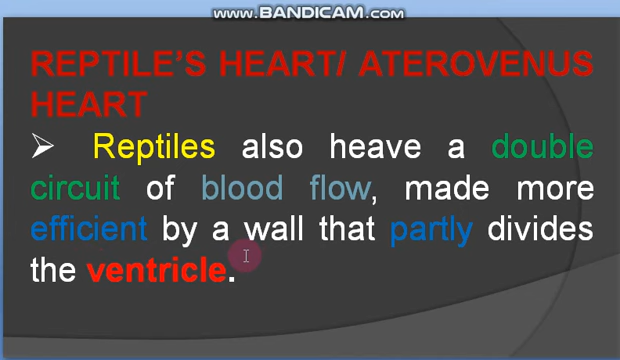 www.BANDICAM.com
REPTILE'S HEART/ ATEROVENUS
HEART
➢ Reptiles also heave a double
circuit of blood flow, made more
efficient by a wall that partly divides
the ventricle.